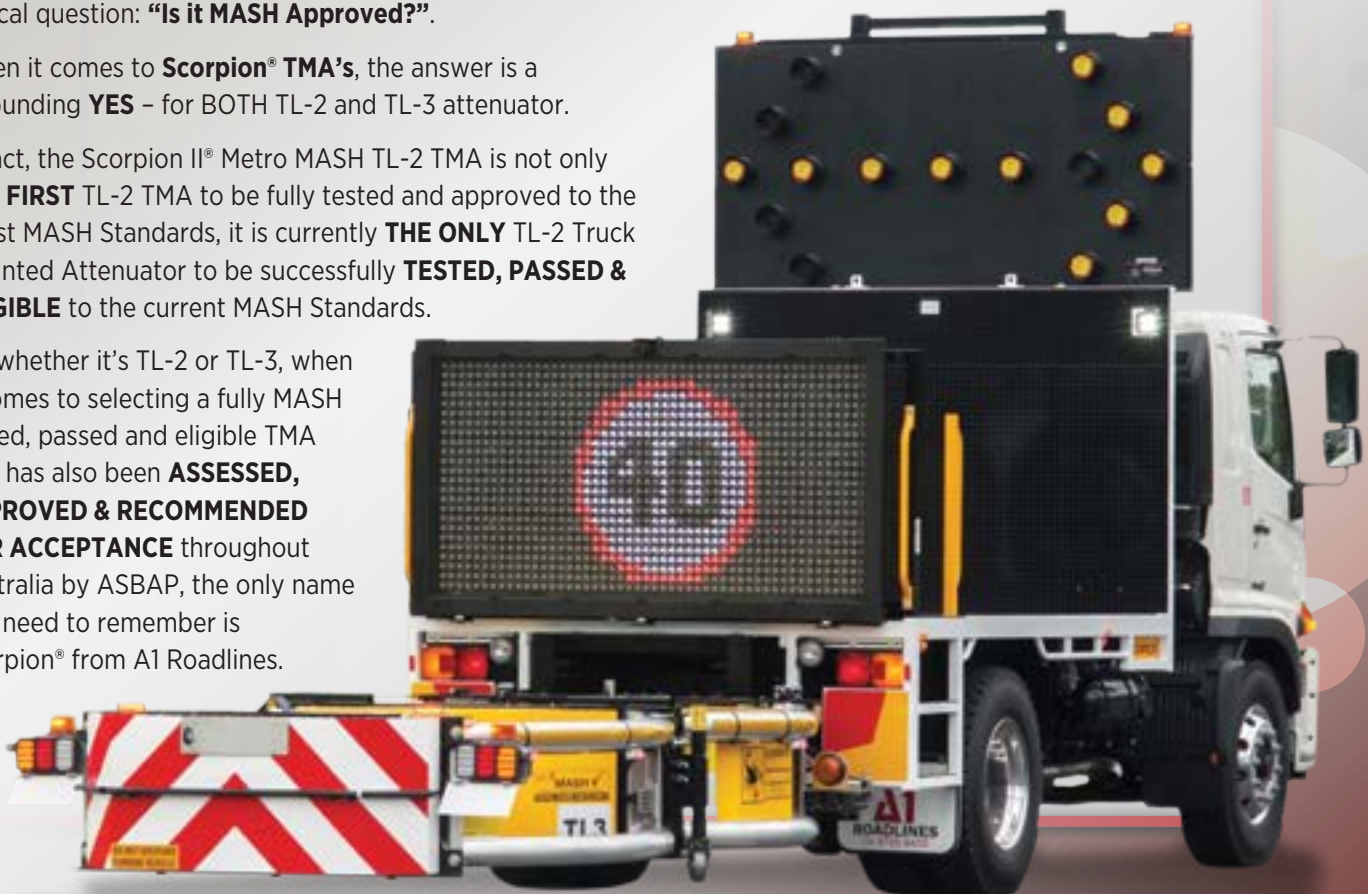 cal question: “Is it MASH Approved?”.
en it comes to Scorpion® TMA’s, the answer is a
ounding YES – for BOTH TL-2 and TL-3 attenuator.
act, the Scorpion II® Metro MASH TL-2 TMA is not only
FIRST TL-2 TMA to be fully tested and approved to the
st MASH Standards, it is currently THE ONLY TL-2 Truck
nted Attenuator to be successfully TESTED, PASSED &
GIBLE to the current MASH Standards.
whether it’s TL-2 or TL-3, when
omes to selecting a fully MASH
ed, passed and eligible TMA
has also been ASSESSED,
PROVED & RECOMMENDED
R ACCEPTANCE throughout
tralia by ASBAP, the only name
need to remember is
rpion® from A1 Roadlines.
40
MASH
TL3
A1
ROADLINES